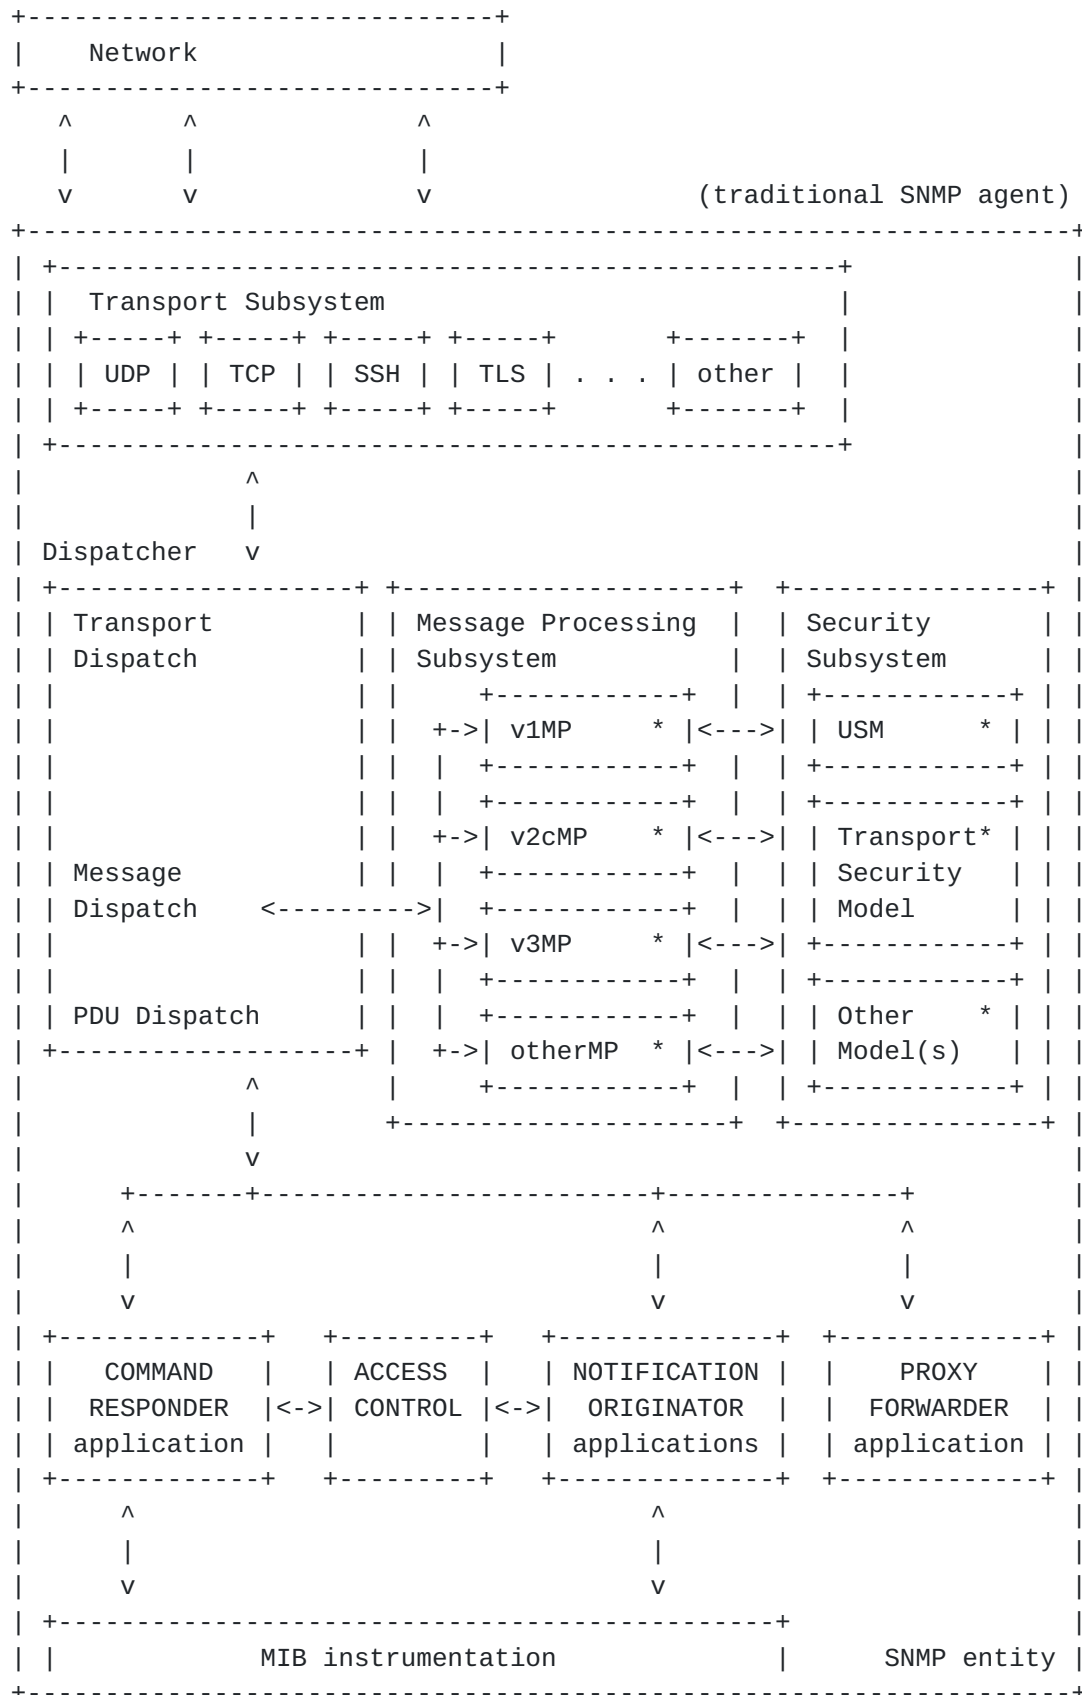 +------------------------------+
|    Network                   |
+------------------------------+
   ^       ^              ^
   |       |              |
   v       v              v                 (traditional SNMP agent)
+-------------------------------------------------------------------+
| +--------------------------------------------------+              |
| |  Transport Subsystem                             |              |
| | +-----+ +-----+ +-----+ +-----+       +-------+  |              |
| | | UDP | | TCP | | SSH | | TLS | . . . | other |  |              |
| | +-----+ +-----+ +-----+ +-----+       +-------+  |              |
| +--------------------------------------------------+              |
|              ^                                                    |
|              |                                                    |
| Dispatcher   v                                                    |
| +-------------------+ +---------------------+  +----------------+ |
| | Transport         | | Message Processing  |  | Security       | |
| | Dispatch          | | Subsystem           |  | Subsystem      | |
| |                   | |     +------------+  |  | +------------+ | |
| |                   | |  +->| v1MP     * |<--->| | USM      * | | |
| |                   | |  |  +------------+  |  | +------------+ | |
| |                   | |  |  +------------+  |  | +------------+ | |
| |                   | |  +->| v2cMP    * |<--->| | Transport* | | |
| | Message           | |  |  +------------+  |  | | Security   | | |
| | Dispatch    <--------->|  +------------+  |  | | Model      | | |
| |                   | |  +->| v3MP     * |<--->| +------------+ | |
| |                   | |  |  +------------+  |  | +------------+ | |
| | PDU Dispatch      | |  |  +------------+  |  | | Other    * | | |
| +-------------------+ |  +->| otherMP  * |<--->| | Model(s)   | | |
|              ^        |     +------------+  |  | +------------+ | |
|              |        +---------------------+  +----------------+ |
|              v                                                    |
|      +-------+-------------------------+---------------+          |
|      ^                                 ^               ^          |
|      |                                 |               |          |
|      v                                 v               v          |
| +-------------+   +---------+   +--------------+  +-------------+ |
| |   COMMAND   |   | ACCESS  |   | NOTIFICATION |  |    PROXY    | |
| |  RESPONDER  |<->| CONTROL |<->|  ORIGINATOR  |  |  FORWARDER  | |
| | application |   |         |   | applications |  | application | |
| +-------------+   +---------+   +--------------+  +-------------+ |
|      ^                                 ^                          |
|      |                                 |                          |
|      v                                 v                          |
| +----------------------------------------------+                  |
| |             MIB instrumentation              |      SNMP entity |
+-------------------------------------------------------------------+